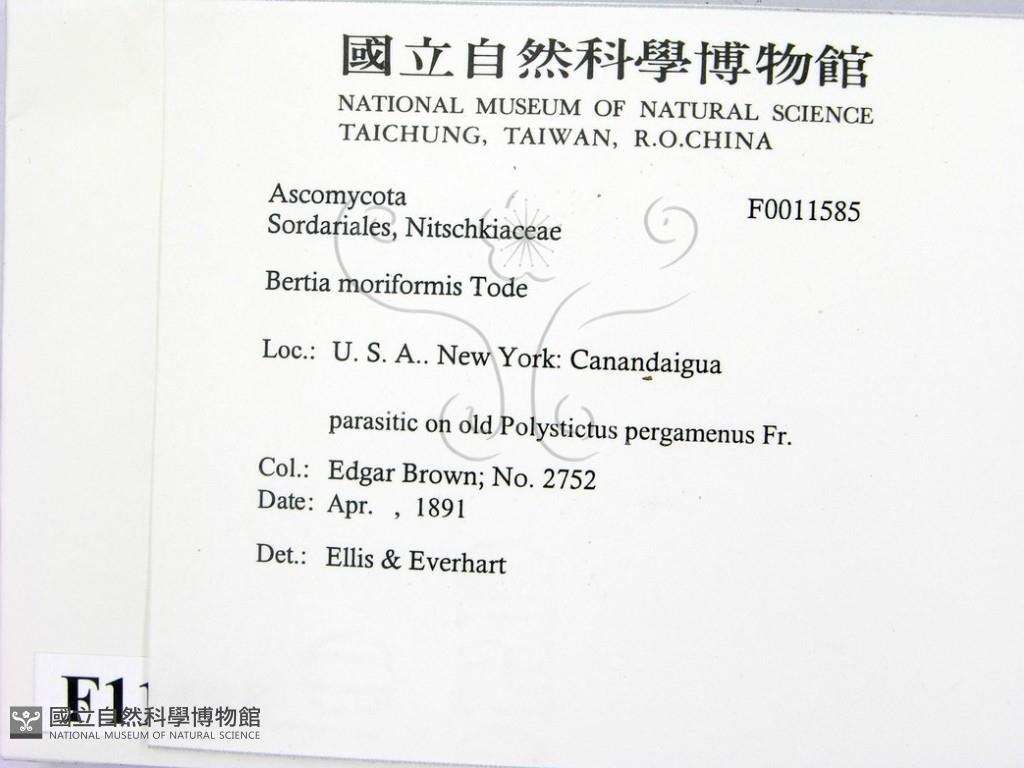 國立自然科學博物館
NATIONAL MUSEUM OF NATURAL SCIENCE
TAICHUNG, TAIWAN, R.O.CHINA
Ascomycota
F0011585
Sordariales, Nitschkiaceae
Bertia moriformis Tode
Loc.: U. S. A.. New York: Canandaigua
parasitic on old Polystictus pergamenus Fr.
Col.: Edgar Brown; No. 2752
Date: Apr. , 1891
Det.: Ellis & Everhart
F11
國立自然科學博物館
NATIONAL MUSEUM OF NATURAL SCIENCE